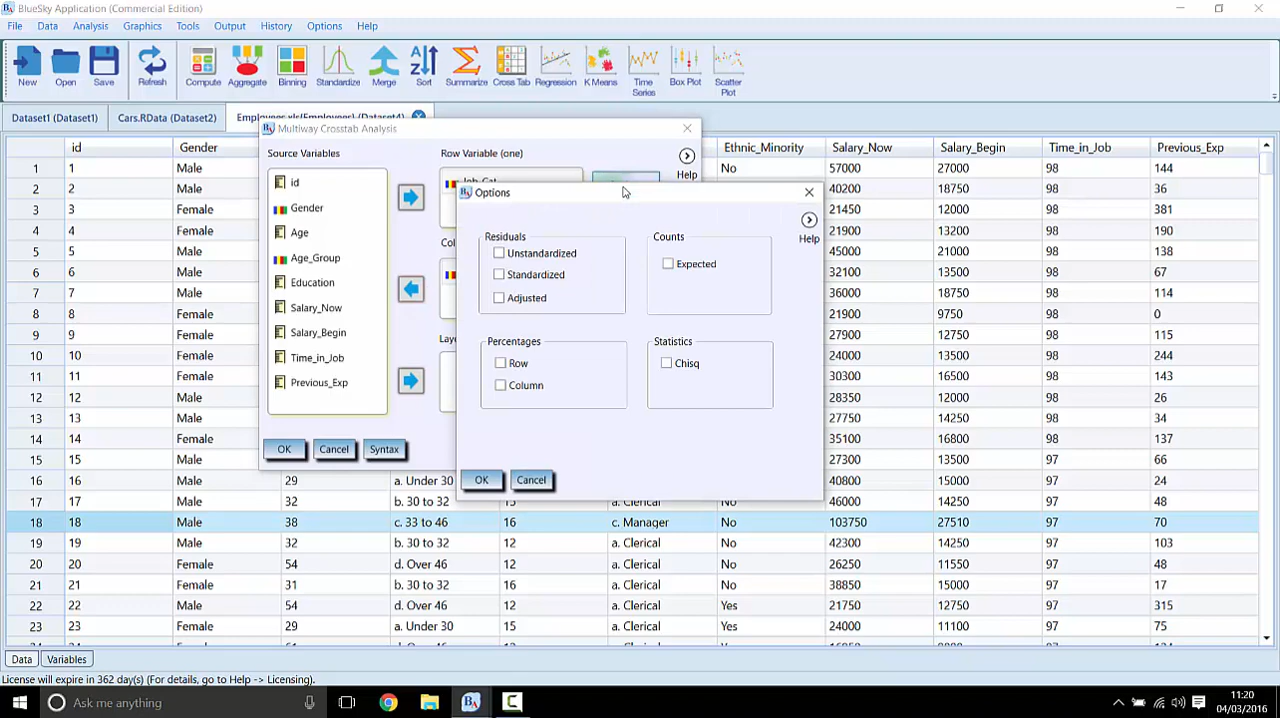 BlueSky Application (Commercial Edition)
File Data Analysis Graphics Tools Output History Options Help
New Open Save Refresh Compute Aggregate Binning Standardize Merge Sort Summarize Cross Tab Regression K Means Time Series Box Plot Scatter Plot
Dataset1 (Dataset1) Cars.RData (Dataset2) Employees.xls(Employees) (Dataset4)
Multiway Crosstab Analysis
Source Variables
id
Gender
Age
Age_Group
Education
Salary_Now
Salary_Begin
Time_in_Job
Previous_Exp
Row Variable (one)
Job_Cat
Help
Col
Laye
OK Cancel Syntax
Options
Help
Residuals
Unstandardized
Standardized
Adjusted
Counts
Expected
Percentages
Row
Column
Statistics
Chisq
OK Cancel
id Gender Ethnic_Minority Salary_Now Salary_Begin Time_in_Job Previous_Exp
1 1 Male No 57000 27000 98 144
2 2 Male 40200 18750 98 36
3 3 Female 21450 12000 98 381
4 4 Female 21900 13200 98 190
5 5 Male 45000 21000 98 138
6 6 Male 32100 13500 98 67
7 7 Male 36000 18750 98 114
8 8 Female 21900 9750 98 0
9 9 Female 27900 12750 98 115
10 10 Female 24000 13500 98 244
11 11 Female 30300 16500 98 143
12 12 Male 28350 12000 98 26
13 13 Male 27750 14250 98 34
14 14 Female 35100 16800 98 137
15 15 Male 27300 13500 97 66
16 16 Male 29 a. Under 30 40800 15000 97 24
17 17 Male 32 b. 30 to 32 15 a. Clerical No 46000 14250 97 48
18 18 Male 38 c. 33 to 46 16 c. Manager No 103750 27510 97 70
19 19 Male 32 b. 30 to 32 12 a. Clerical No 42300 14250 97 103
20 20 Female 54 d. Over 46 12 a. Clerical No 26250 11550 97 48
21 21 Female 31 b. 30 to 32 16 a. Clerical No 38850 15000 97 17
22 22 Male 54 d. Over 46 12 a. Clerical Yes 21750 12750 97 315
23 23 Female 29 a. Under 30 15 a. Clerical Yes 24000 11100 97 75
Data Variables
License will expire in 362 day(s) (For details, go to Help -> Licensing).
Ask me anything
11:20
04/03/2016